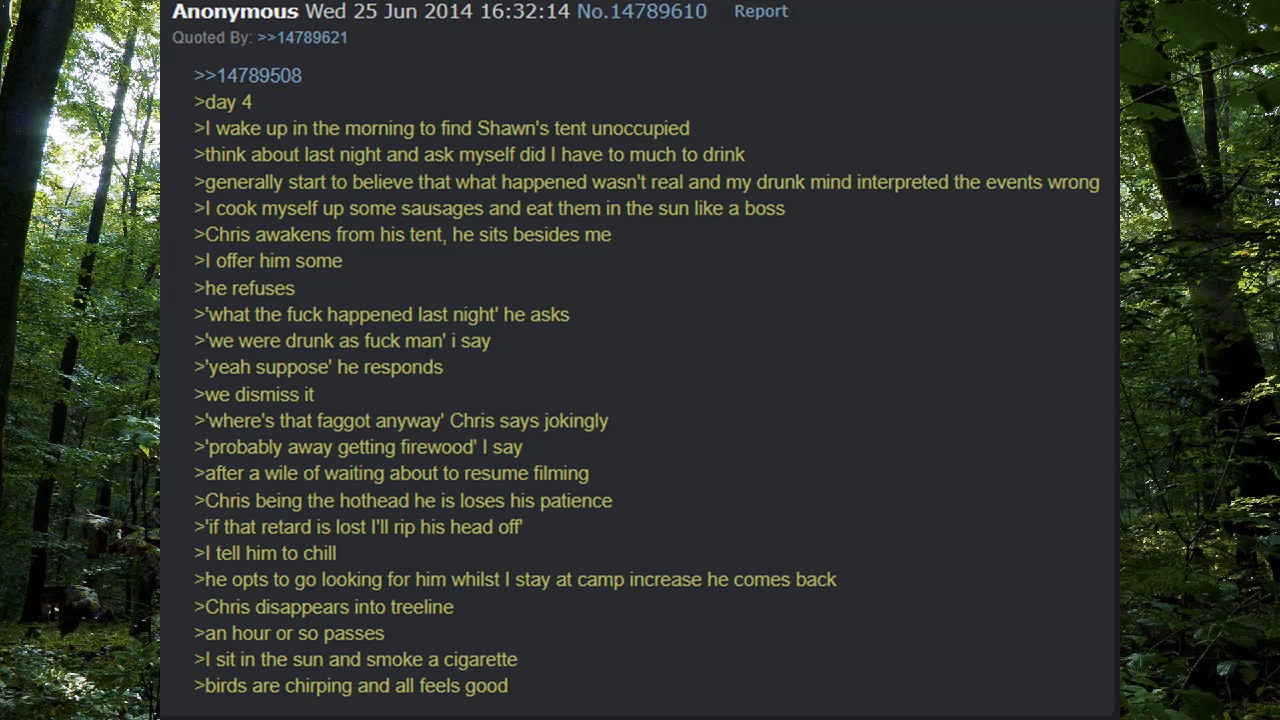 Anonymous Wed 25 Jun 2014 16:32:14 No.14789610 Report
Quoted By: >>14789621
>>14789508
>day 4
>I wake up in the morning to find Shawn's tent unoccupied
>think about last night and ask myself did I have to much to drink
>generally start to believe that what happened wasn't real and my drunk mind interpreted the events wrong
>I cook myself up some sausages and eat them in the sun like a boss
>Chris awakens from his tent, he sits besides me
>I offer him some
>he refuses
>'what the fuck happened last night' he asks
>'we were drunk as fuck man' i say
>'yeah suppose' he responds
>we dismiss it
>'where's that faggot anyway' Chris says jokingly
>'probably away getting firewood' I say
>after a wile of waiting about to resume filming
>Chris being the hothead he is loses his patience
>'if that retard is lost I'll rip his head off'
>I tell him to chill
>he opts to go looking for him whilst I stay at camp increase he comes back
>Chris disappears into treeline
>an hour or so passes
>I sit in the sun and smoke a cigarette
>birds are chirping and all feels good